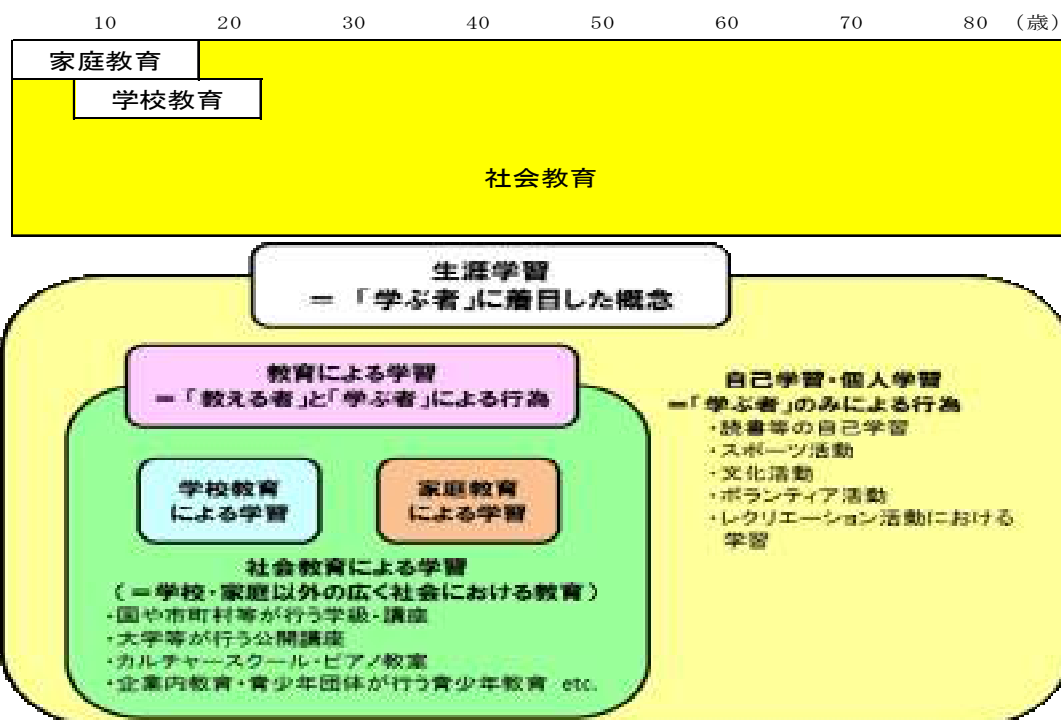 10 20 30 40 50 60 70 80 （歳）
家庭教育
学校教育
社会教育
生涯学習
＝「学ぶ者」に着目した概念
教育による学習
＝「教える者」と「学ぶ者」による行為
学校教育
による学習
家庭教育
による学習
社会教育による学習
（＝学校・家庭以外の広く社会における教育）
・国や市町村等が行う学級・講座
・大学等が行う公開講座
・カルチャースクール・ピアノ教室
・企業内教育・青少年団体が行う青少年教育 etc.
自己学習・個人学習
＝「学ぶ者」のみによる行為
・読書等の自己学習
・スポーツ活動
・文化活動
・ボランティア活動
・レクリエーション活動における
学習